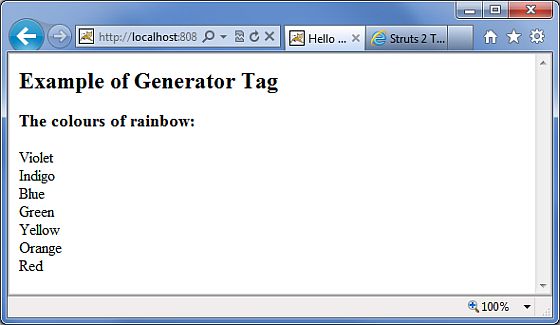 http://localhost:808
Hello ...
Struts 2 T...
Example of Generator Tag
The colours of rainbow:
Violet
Indigo
Blue
Green
Yellow
Orange
Red
100%